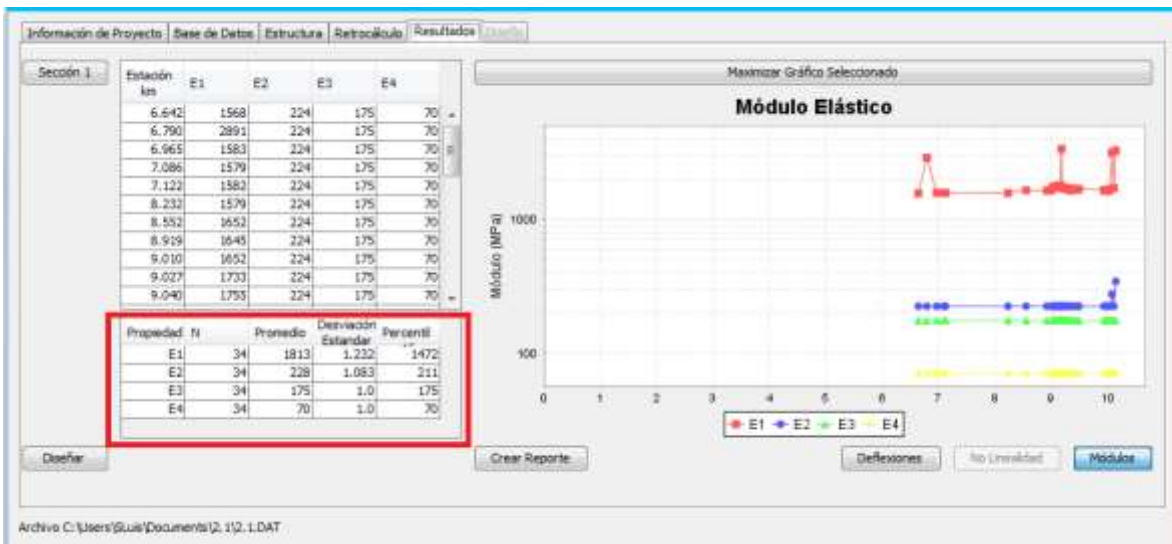 Información de Proyecto Base de Datos Estructura Retrocálculo Resultados
Sección 1
Estación km E1 E2 E3 E4
6.642 1568 224 175 70
6.790 2891 224 175 70
6.965 1583 224 175 70
7.086 1579 224 175 70
7.122 1582 224 175 70
8.232 1579 224 175 70
8.552 1652 224 175 70
8.919 1645 224 175 70
9.010 1652 224 175 70
9.027 1733 224 175 70
9.040 1755 224 175 70
Propiedad N Promedio Desviación Estandar Percentil
E1 34 1813 1.232 1472
E2 34 228 1.083 211
E3 34 175 1.0 175
E4 34 70 1.0 70
Diseñar
Maximizar Gráfico Seleccionado
Módulo Elástico
Módulo (MPa)
1000
100
0 1 2 3 4 5 6 7 8 9 10
E1 E2 E3 E4
Crear Reporte Deflexiones No Linealidad Módulos
Archivo C:\Users\SLuis\Documents\2.1\2.1.DAT